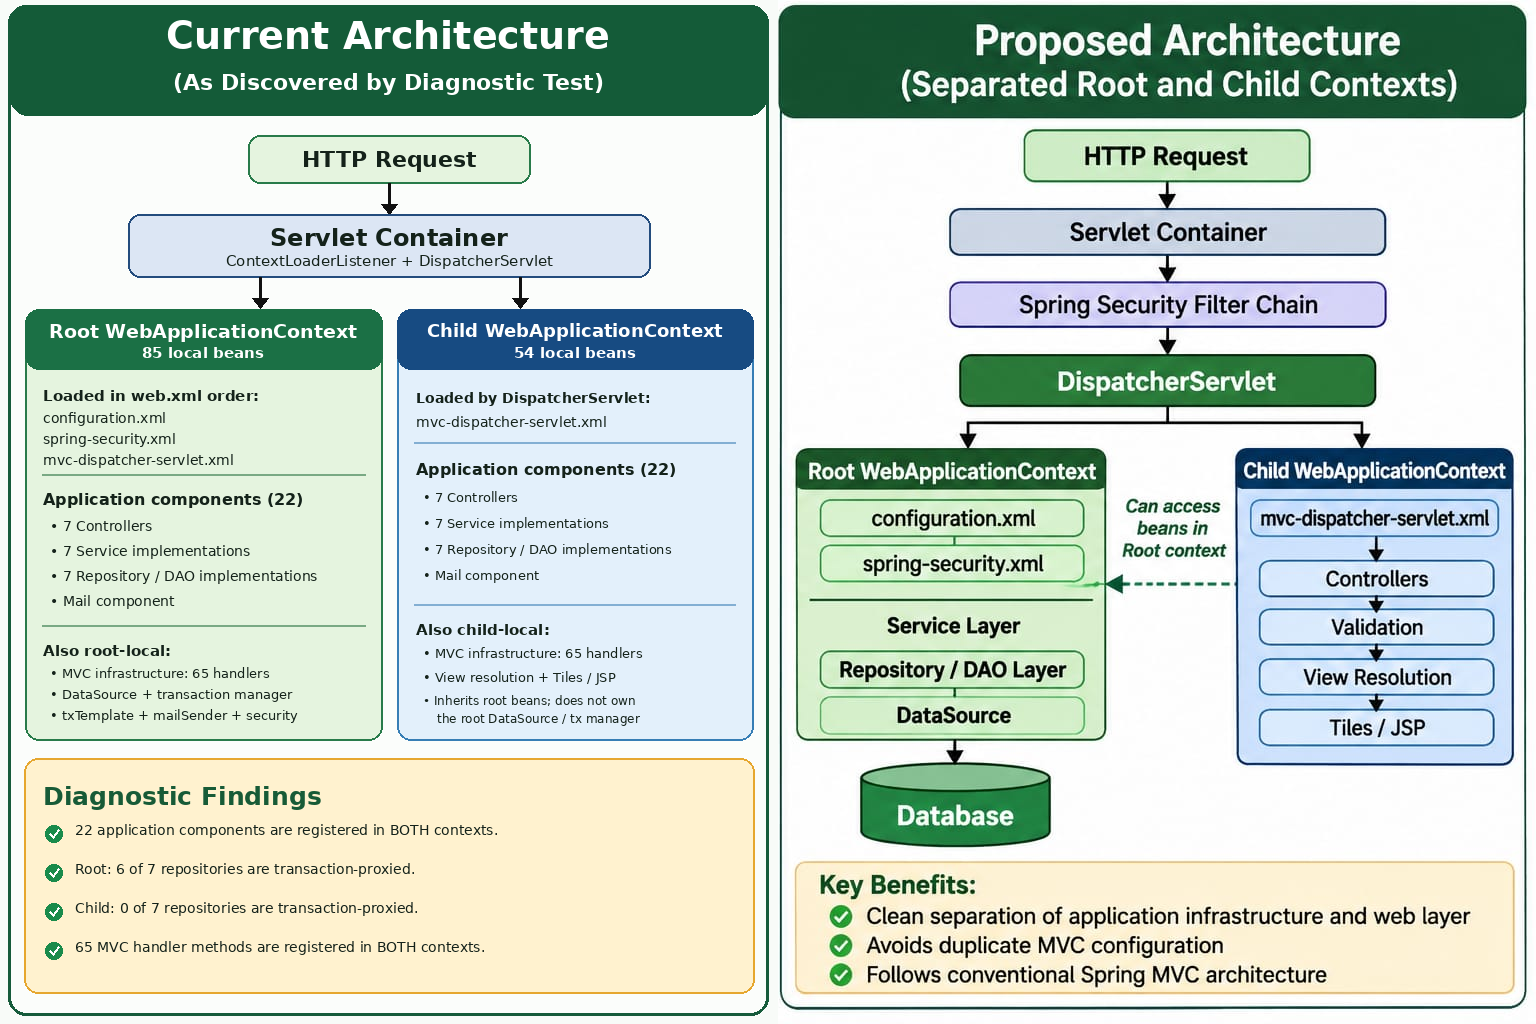 Current Architecture
(As Discovered by Diagnostic Test)
HTTP Request
Servlet Container
ContextLoaderListener + DispatcherServlet
Root WebApplicationContext
85 local beans
Loaded in web.xml order:
configuration.xml
spring-security.xml
mvc-dispatcher-servlet.xml
Application components (22)
• 7 Controllers
• 7 Service implementations
• 7 Repository / DAO implementations
• Mail component
Also root-local:
• MVC infrastructure: 65 handlers
• DataSource + transaction manager
• txTemplate + mailSender + security
Child WebApplicationContext
54 local beans
Loaded by DispatcherServlet:
mvc-dispatcher-servlet.xml
Application components (22)
• 7 Controllers
• 7 Service implementations
• 7 Repository / DAO implementations
• Mail component
Also child-local:
• MVC infrastructure: 65 handlers
• View resolution + Tiles / JSP
• Inherits root beans; does not own
the root DataSource / tx manager
Diagnostic Findings
22 application components are registered in BOTH contexts.
Root: 6 of 7 repositories are transaction-proxied.
Child: 0 of 7 repositories are transaction-proxied.
65 MVC handler methods are registered in BOTH contexts.
Proposed Architecture
(Separated Root and Child Contexts)
HTTP Request
Servlet Container
Spring Security Filter Chain
DispatcherServlet
Root WebApplicationContext
configuration.xml
spring-security.xml
Service Layer
Repository / DAO Layer
DataSource
Database
Can access
beans in
Root context
Child WebApplicationContext
mvc-dispatcher-servlet.xml
Controllers
Validation
View Resolution
Tiles / JSP
Key Benefits:
Clean separation of application infrastructure and web layer
Avoids duplicate MVC configuration
Follows conventional Spring MVC architecture